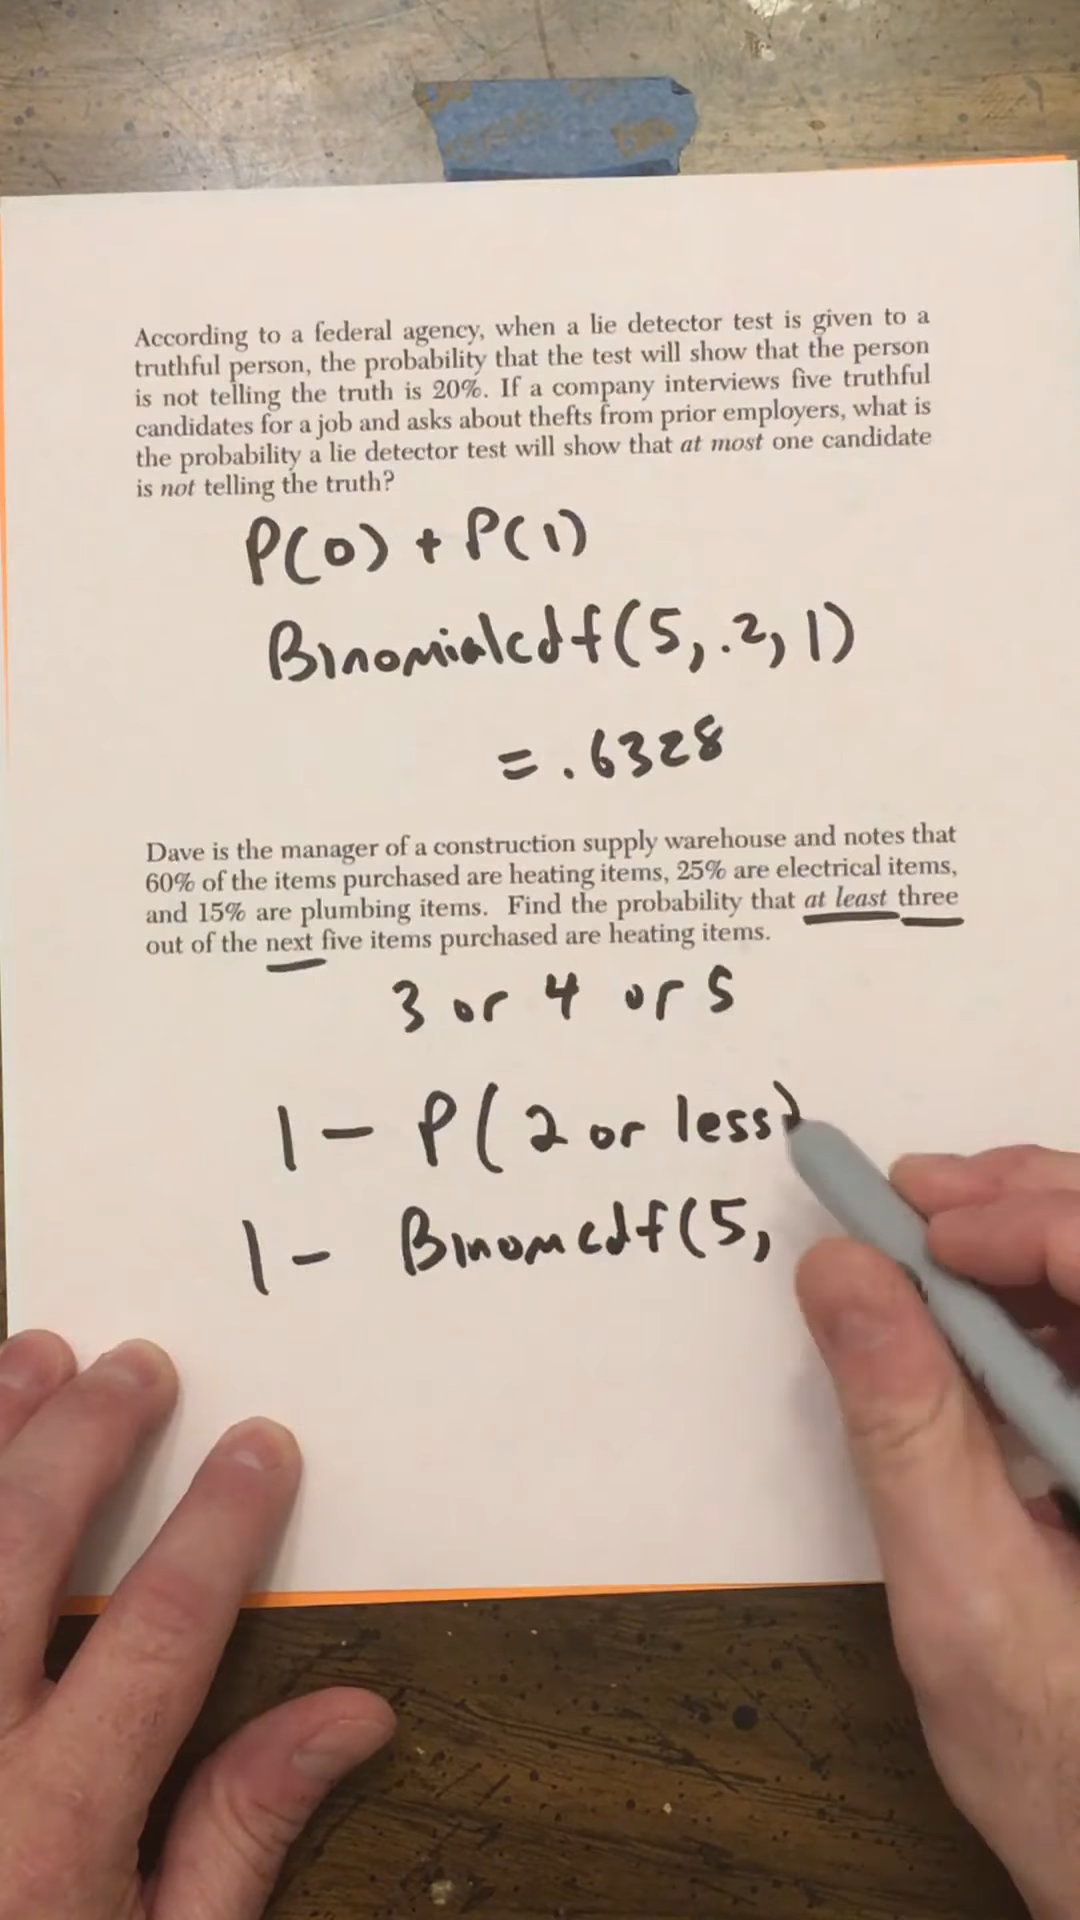 According to a federal agency, when a lie detector test is given to a
truthful person, the probability that the test will show that the person
is not telling the truth is 20%. If a company interviews five truthful
candidates for a job and asks about thefts from prior employers, what is
the probability a lie detector test will show that at most one candidate
is not telling the truth?
P(0) + P(1)
Binomialcdf(5, .2, 1)
= .6328
Dave is the manager of a construction supply warehouse and notes that
60% of the items purchased are heating items, 25% are electrical items,
and 15% are plumbing items. Find the probability that at least three
out of the next five items purchased are heating items.
3 or 4 or 5
1 - P(2 or less)
1 - Binomcdf(5,